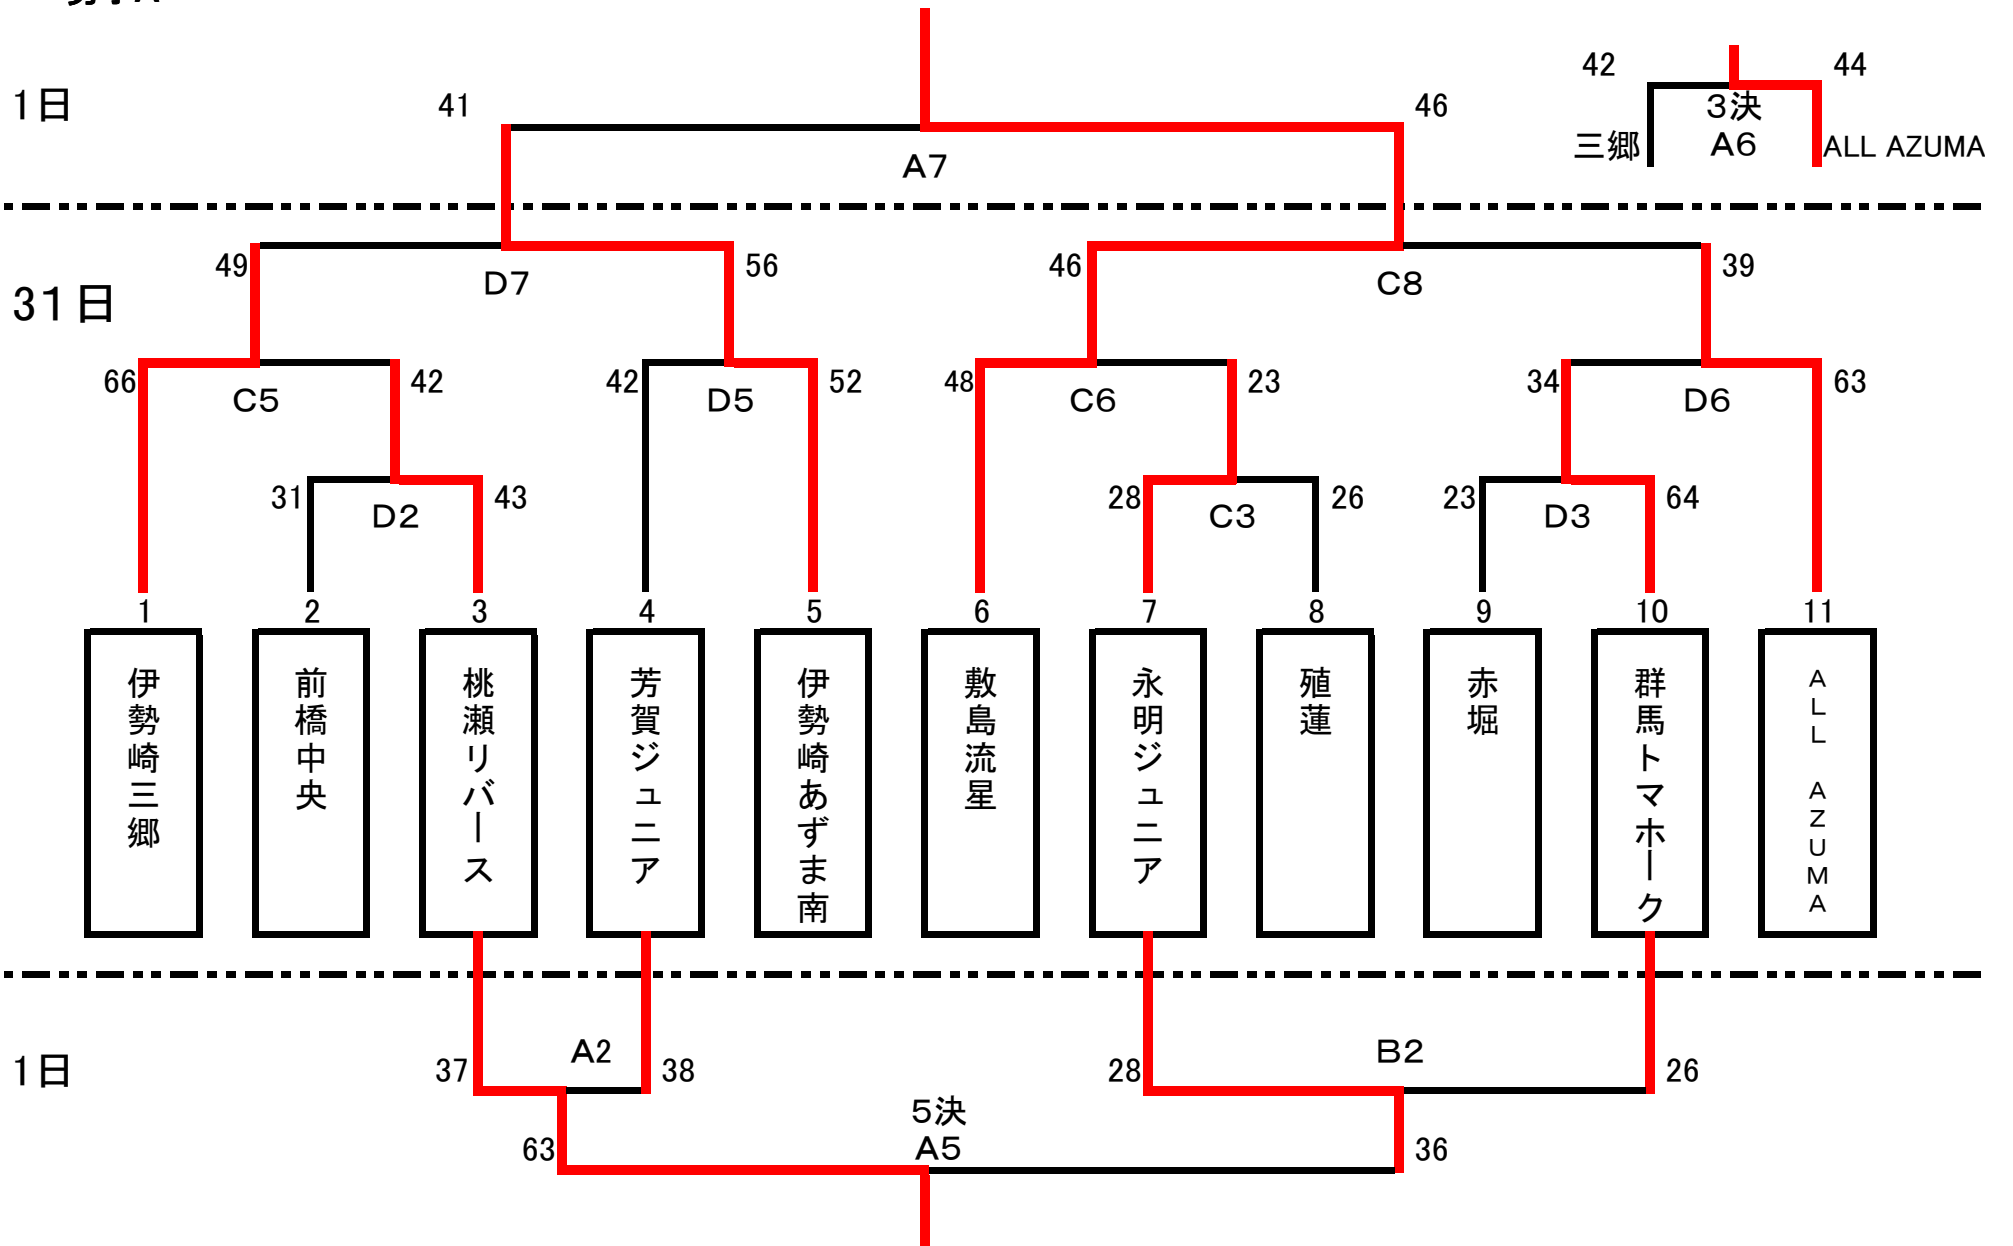 1日
41
46
A7
42
44
3決
A6
三郷
ALL AZUMA
31日
49
56
D7
46
39
C8
66
42
C5
42
52
D5
48
23
C6
34
63
D6
31
43
D2
28
26
C3
23
64
D3
1
2
3
4
5
6
7
8
9
10
11
伊勢崎三郷
前橋中央
桃瀬リバース
芳賀ジュニア
伊勢崎あずま南
敷島流星
永明ジュニア
殖蓮
赤堀
群馬トマホーク
ALL AZUMA
1日
37
A2
38
28
B2
26
63
5決
A5
36